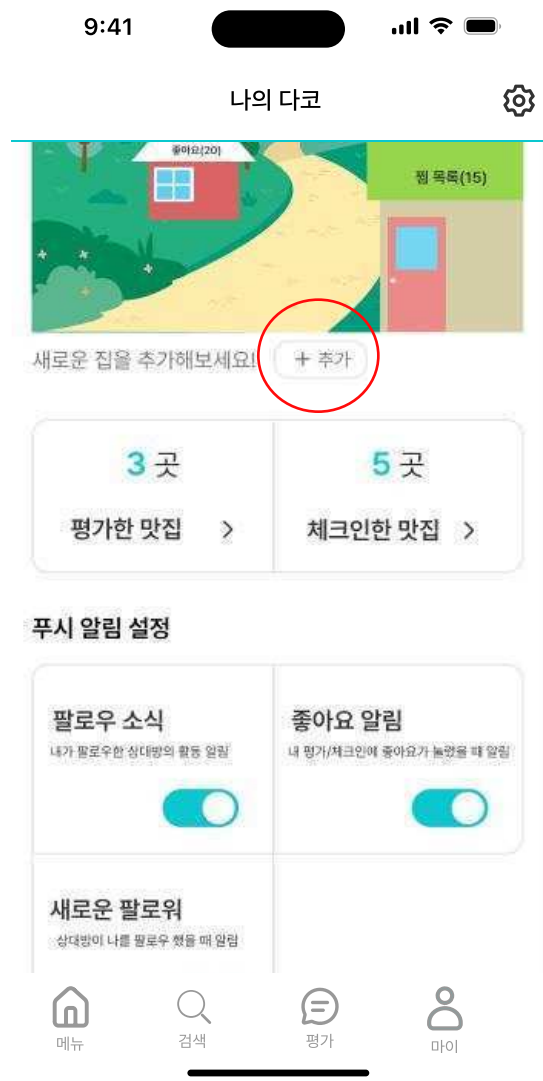 9:41
나의 다코
좋아요(20)
찜 목록(15)
새로운 집을 추가해보세요!
+ 추가
3 곳
5 곳
평가한 맛집 >
체크인한 맛집 >
푸시 알림 설정
팔로우 소식
좋아요 알림
내가 팔로우한 상대방의 활동 알림
내 평가/체크인에 좋아요가 눌렸을 때 알림
새로운 팔로워
상대방이 나를 팔로우 했을 때 알림
메뉴
검색
평가
마이